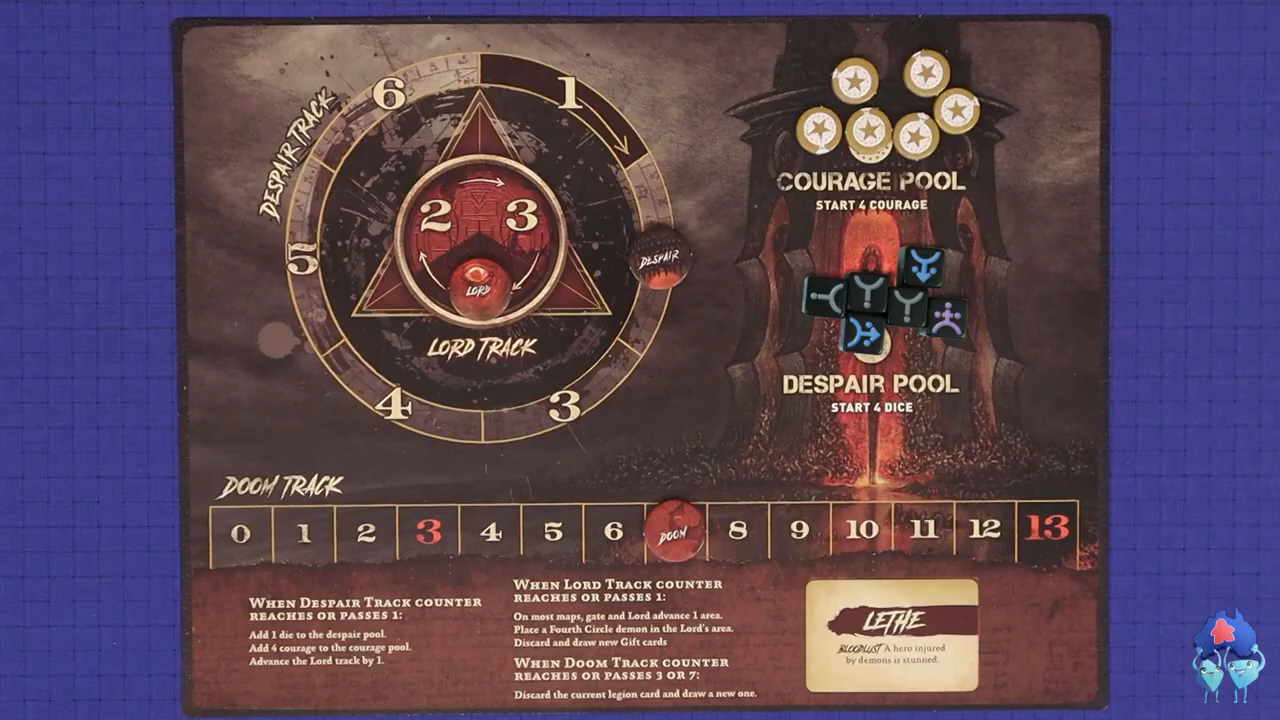 DESPAIR TRACK
6
1
5
2
3
4
3
LORD
DESPAIR
LORD TRACK
COURAGE POOL
START 4 COURAGE
DESPAIR POOL
START 4 DICE
DOOM TRACK
0 1 2 3 4 5 6 DOOM 8 9 10 11 12 13
When Despair Track counter
reaches or passes 1:
Add 1 die to the despair pool.
Add 4 courage to the courage pool.
Advance the Lord track by 1.
When Lord Track counter
reaches or passes 1:
On most maps, gate and Lord advance 1 area.
Place a Fourth Circle demon in the Lord's area.
Discard and draw new Gift cards
When Doom Track counter
reaches or passes 3 or 7:
Discard the current legion card and draw a new one.
LETHE
BLOODLUST A hero injured
by demons is stunned.